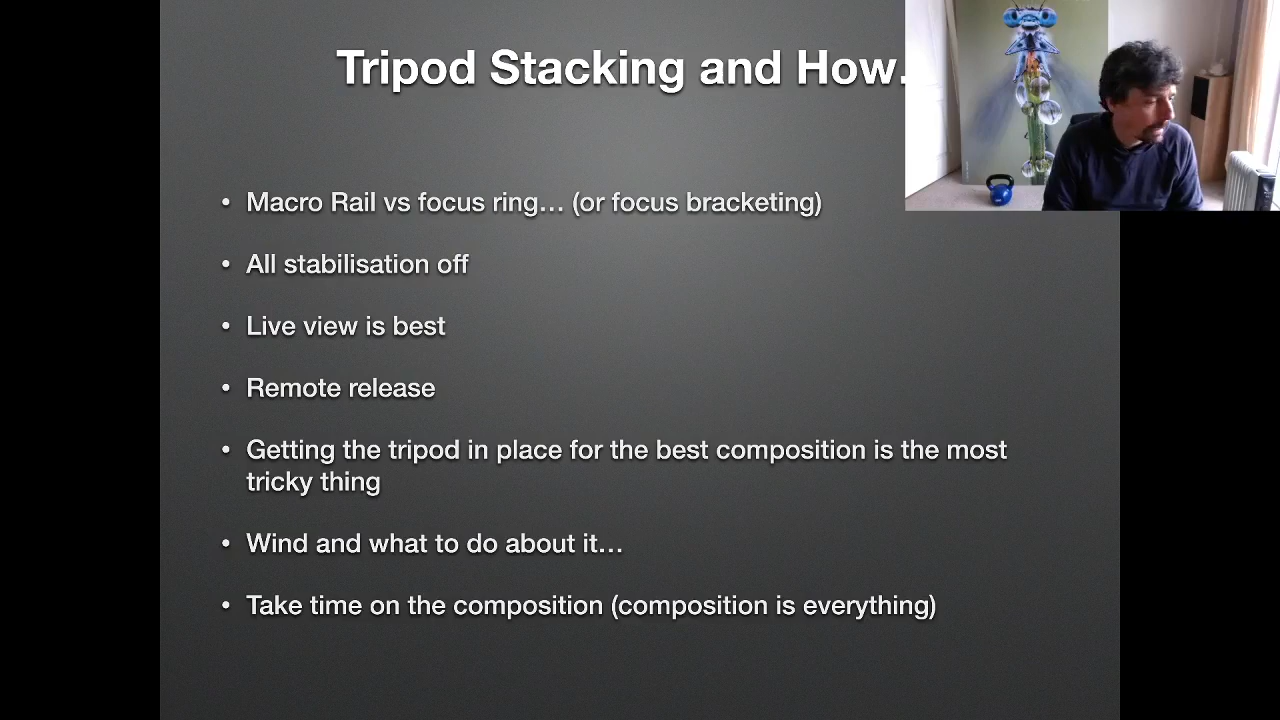 Tripod Stacking and How.
• Macro Rail vs focus ring… (or focus bracketing)
• All stabilisation off
• Live view is best
• Remote release
• Getting the tripod in place for the best composition is the most
tricky thing
• Wind and what to do about it…
• Take time on the composition (composition is everything)